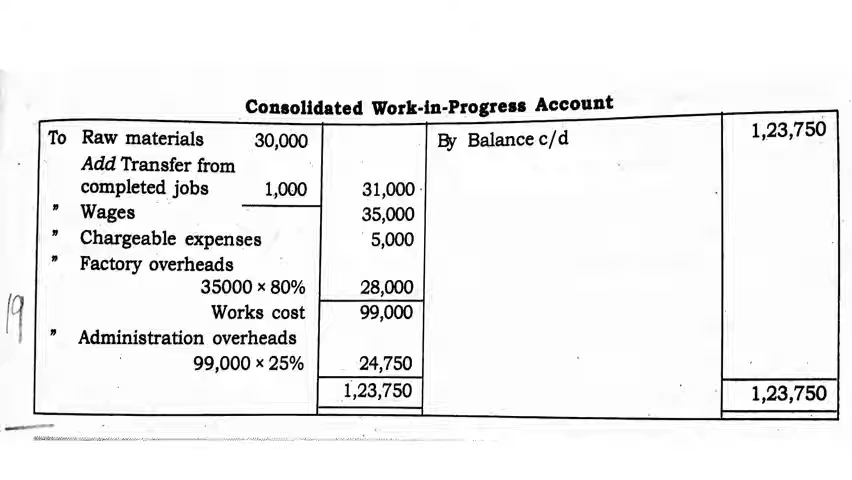 Consolidated Work-in-Progress Account
To Raw materials 30,000 By Balance c/d 1,23,750
Add Transfer from
completed jobs 1,000 31,000
" Wages 35,000
" Chargeable expenses 5,000
" Factory overheads
35000 × 80% 28,000
Works cost 99,000
19
" Administration overheads
99,000 × 25% 24,750
1,23,750 1,23,750